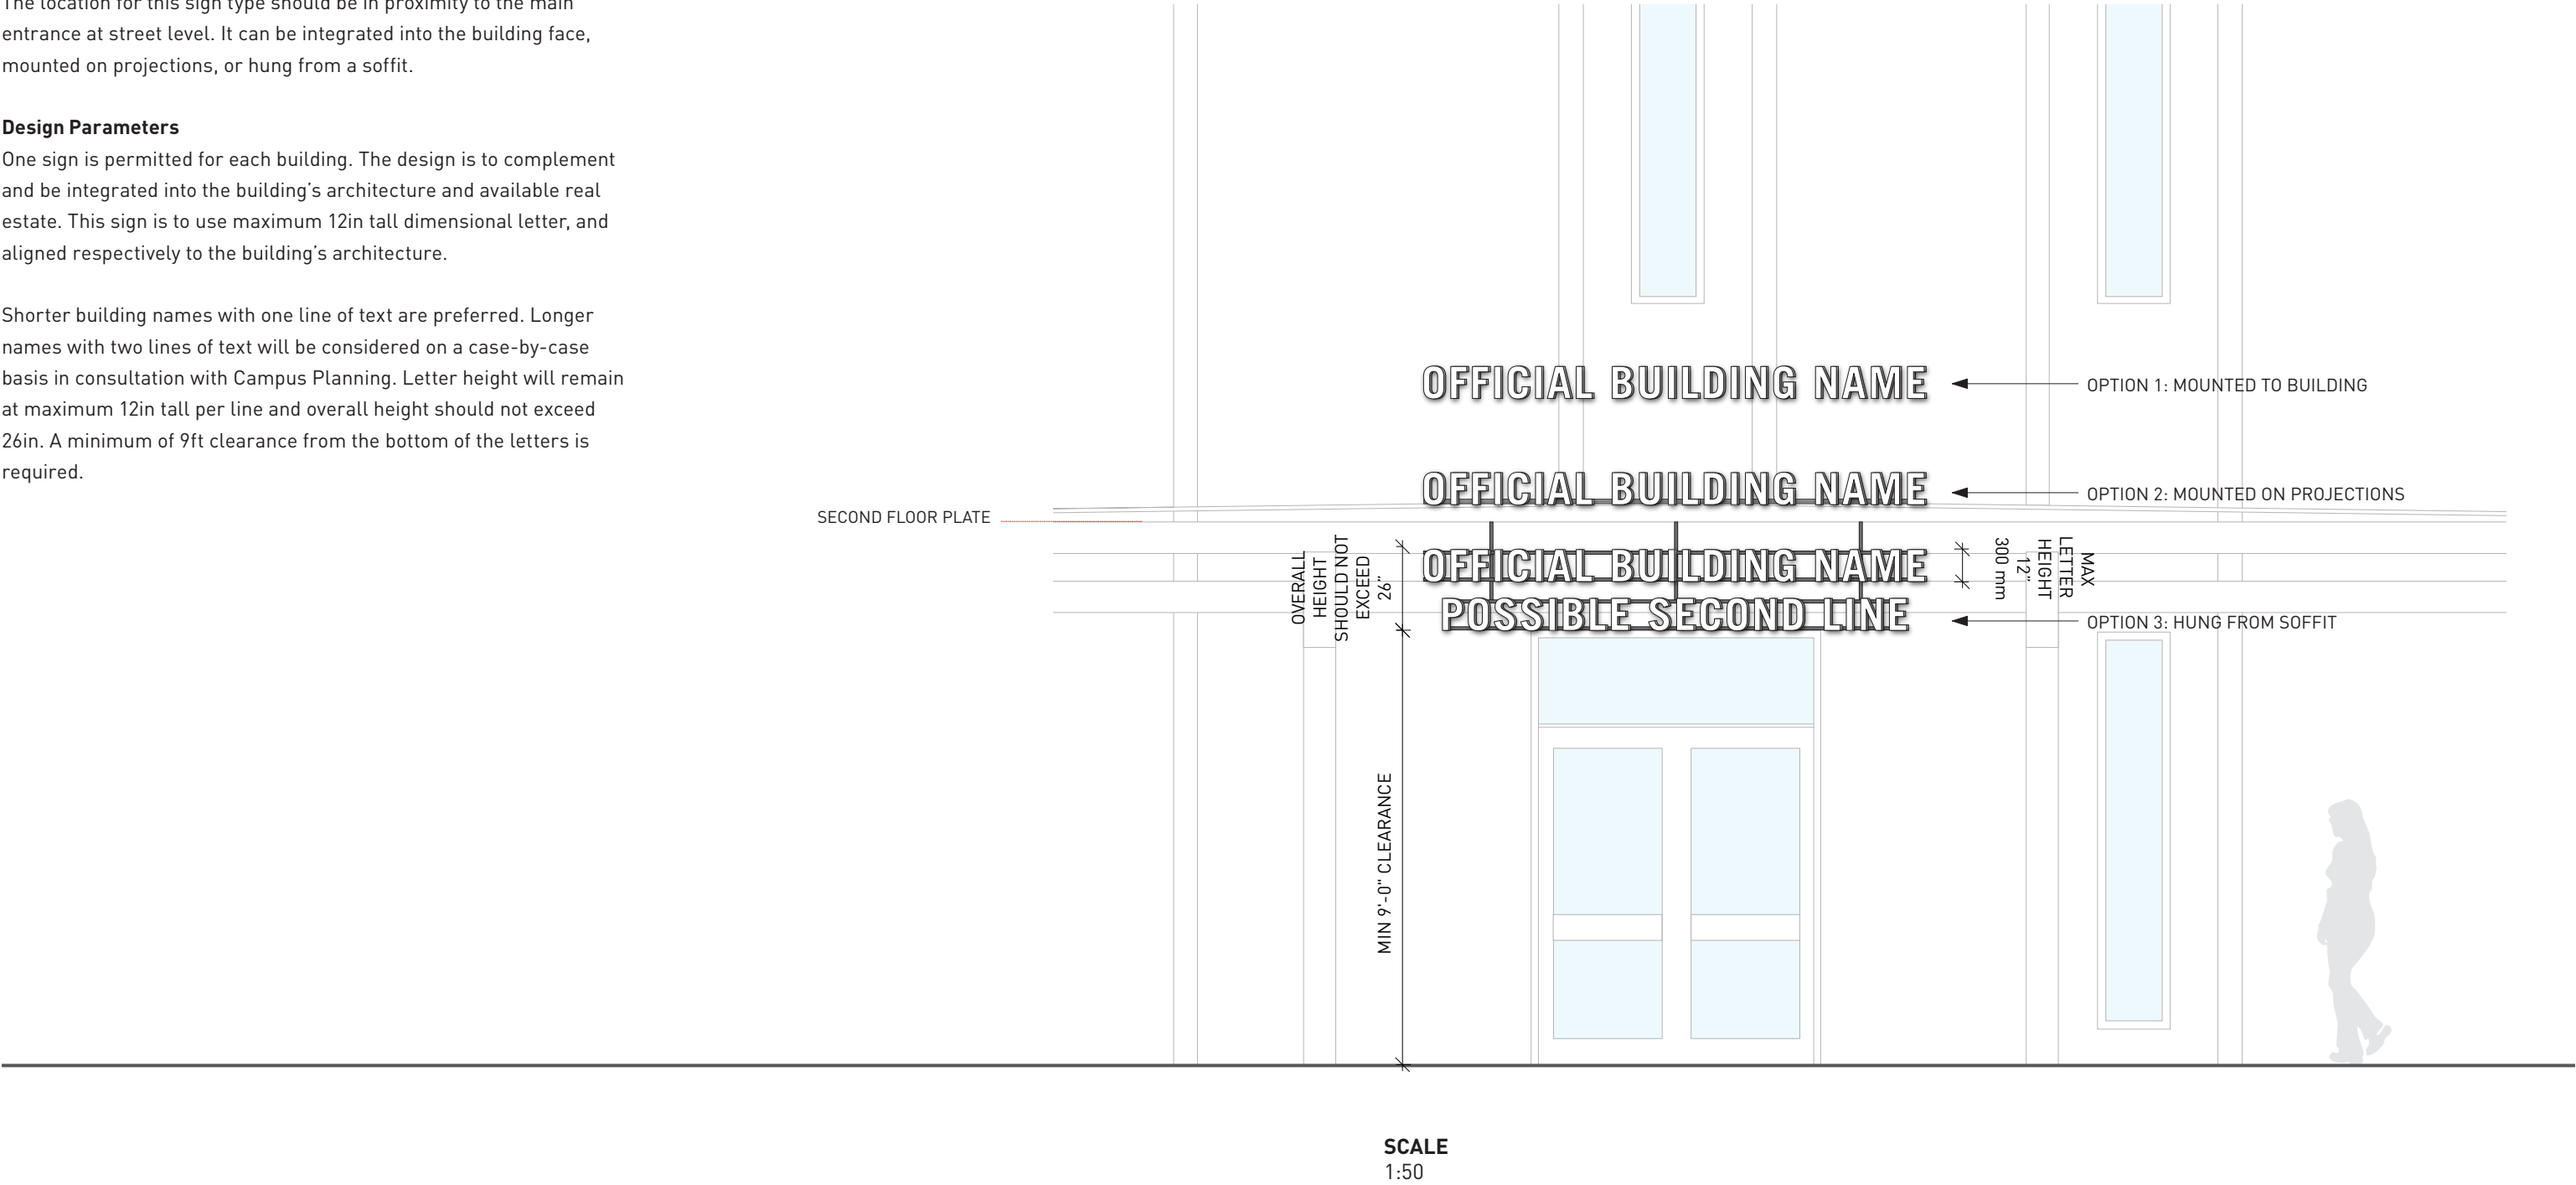 The location for this sign type should be in proximity to the main
entrance at street level. It can be integrated into the building face,
mounted on projections, or hung from a soffit.
Design Parameters
One sign is permitted for each building. The design is to complement
and be integrated into the building’s architecture and available real
estate. This sign is to use maximum 12in tall dimensional letter, and
aligned respectively to the building’s architecture.
Shorter building names with one line of text are preferred. Longer
names with two lines of text will be considered on a case-by-case
basis in consultation with Campus Planning. Letter height will remain
at maximum 12in tall per line and overall height should not exceed
26in. A minimum of 9ft clearance from the bottom of the letters is
required.
OFFICIAL BUILDING NAME
OPTION 1: MOUNTED TO BUILDING
OFFICIAL BUILDING NAME
OPTION 2: MOUNTED ON PROJECTIONS
SECOND FLOOR PLATE
OVERALL
HEIGHT
SHOULD NOT
EXCEED
26”
OFFICIAL BUILDING NAME
POSSIBLE SECOND LINE
MAX
LETTER
HEIGHT
12”
300 mm
OPTION 3: HUNG FROM SOFFIT
MIN 9'-0" CLEARANCE
SCALE
1:50